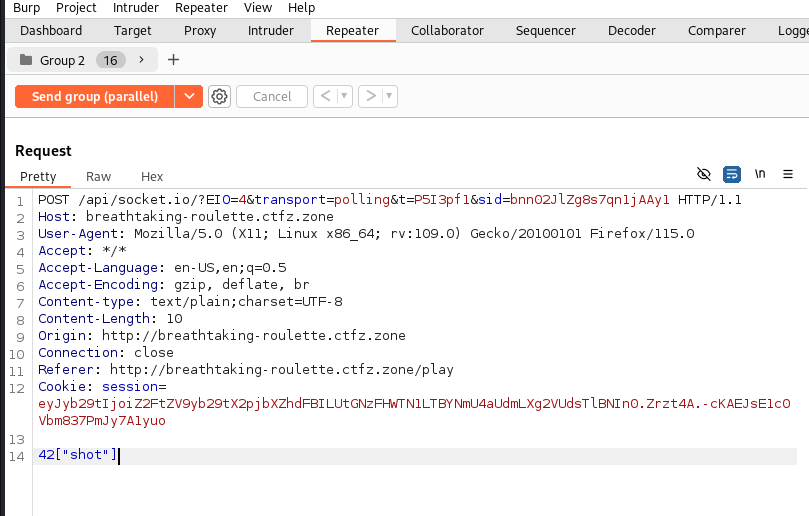 Burp Project Intruder Repeater View Help
Dashboard Target Proxy Intruder Repeater Collaborator Sequencer Decoder Comparer Logge
Group 2 16 > +
Send group (parallel) Cancel < >
Request
Pretty Raw Hex \n
1 POST /api/socket.io/?EIO=4&transport=polling&t=P5I3pf1&sid=bnn02JlZg8s7qn1jAAy1 HTTP/1.1
2 Host: breathtaking-roulette.ctfz.zone
3 User-Agent: Mozilla/5.0 (X11; Linux x86_64; rv:109.0) Gecko/20100101 Firefox/115.0
4 Accept: */*
5 Accept-Language: en-US,en;q=0.5
6 Accept-Encoding: gzip, deflate, br
7 Content-type: text/plain;charset=UTF-8
8 Content-Length: 10
9 Origin: http://breathtaking-roulette.ctfz.zone
10 Connection: close
11 Referer: http://breathtaking-roulette.ctfz.zone/play
12 Cookie: session=
eyJyb29tIjoiZ2FtZV9yb29tX2pjbXZhdFBILUtGNzFHWTN1LTBYNmU4aUdmLXg2VUdsTlBNIn0.Zrzt4A.-cKAEJsE1c0
Vbm837PmJy7A1yuo
13
14 42["shot"]